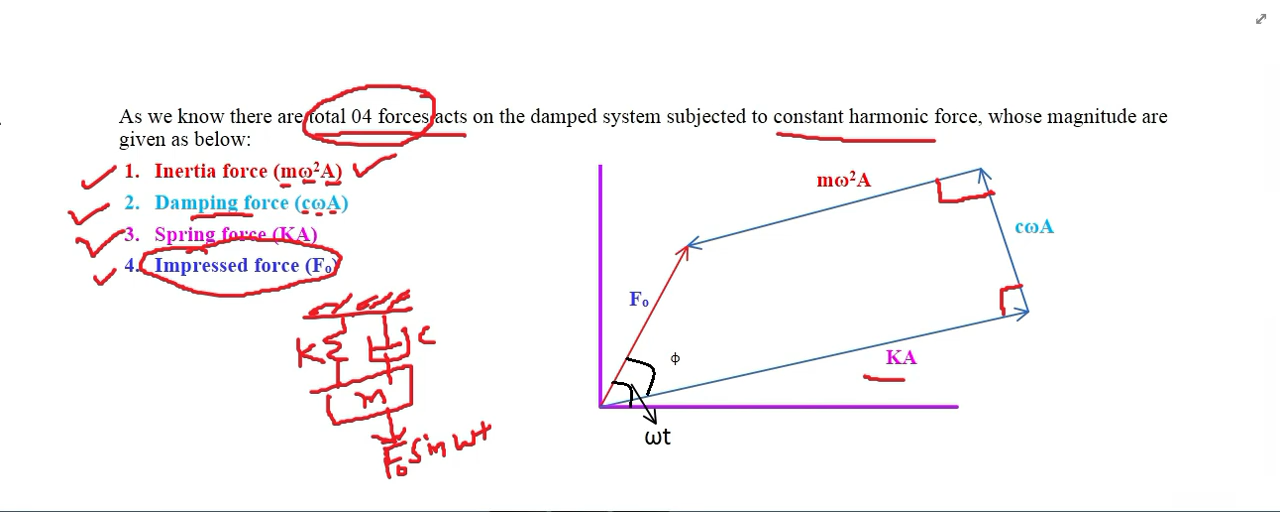 As we know there are total 04 forces acts on the damped system subjected to constant harmonic force, whose magnitude are
given as below:
1. Inertia force (mω²A)
2. Damping force (cωA)
3. Spring force (KA)
4. Impressed force (F₀)
mω²A
cωA
F₀
ϕ
KA
ωt
K
C
m
F₀ Sin ωt